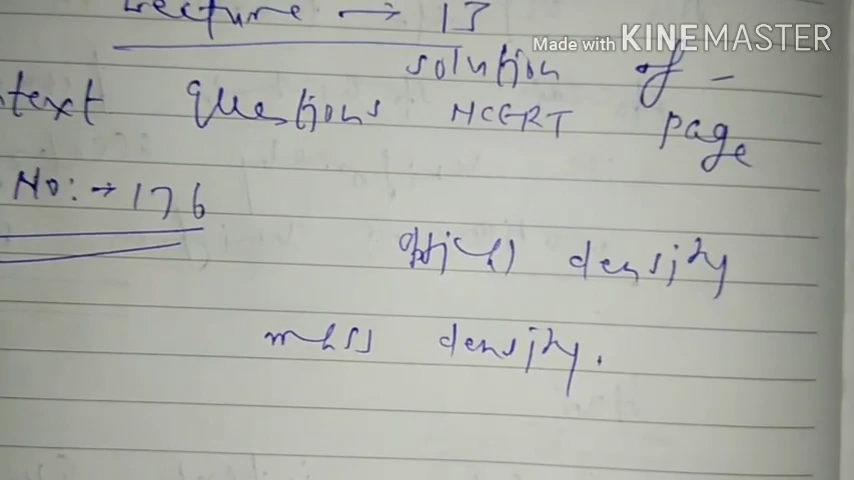 Lecture → 13
Made with KINEMASTER
solution of -
text Questions NCERT page
No: → 176
optical density
mass density.